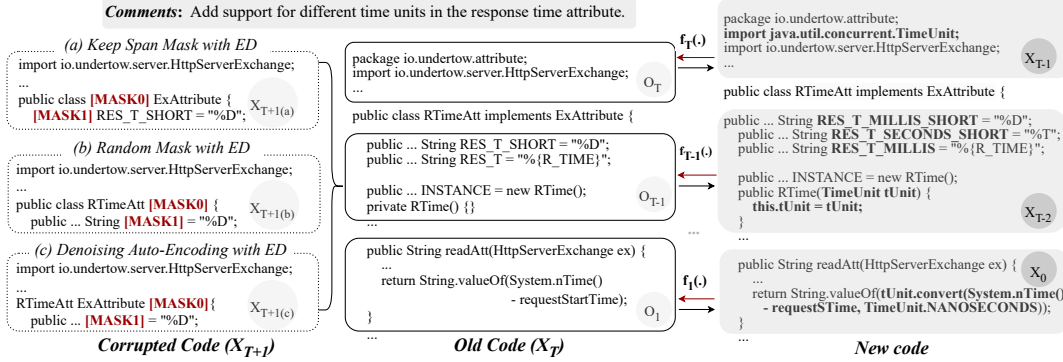 Comments: Add support for different time units in the response time attribute.
(a) Keep Span Mask with ED
import io.undertow.server.HttpServerExchange;
...
public class [MASK0] ExAttribute {
[MASK1] RES_T_SHORT = "%D";
X_{T+1(a)}
(b) Random Mask with ED
import io.undertow.server.HttpServerExchange;
...
public class RTimeAtt [MASK0] {
public ... String [MASK1] = "%D";
X_{T+1(b)}
(c) Denoising Auto-Encoding with ED
import io.undertow.server.HttpServerExchange;
...
RTimeAtt ExAttribute [MASK0]{
public ... [MASK1] = "%D";
X_{T+1(c)}
Corrupted Code (X_{T+1})
package io.undertow.attribute;
import io.undertow.server.HttpServerExchange;
...
O_T
public class RTimeAtt implements ExAttribute {
public ... String RES_T_SHORT = "%D";
public ... String RES_T = "%{R_TIME}";
public ... INSTANCE = new RTime();
private RTime() {}
...
O_{T-1}
public String readAtt(HttpServerExchange ex) {
...
return String.valueOf(System.nTime()
- requestStartTime);
}
...
O_1
Old Code (X_T)
f_T(.)
f_{T-1}(.)
...
f_1(.)
package io.undertow.attribute;
import java.util.concurrent.TimeUnit;
import io.undertow.server.HttpServerExchange;
...
X_{T-1}
public class RTimeAtt implements ExAttribute {
public ... String RES_T_MILLIS_SHORT = "%D";
public ... String RES_T_SECONDS_SHORT = "%T";
public ... String RES_T_MILLIS = "%{R_TIME}";
public ... INSTANCE = new RTime();
public RTime(TimeUnit tUnit) {
this.tUnit = tUnit;
}
...
X_{T-2}
public String readAtt(HttpServerExchange ex) {
...
return String.valueOf(tUnit.convert(System.nTime()
- requestSTime, TimeUnit.NANOSECONDS));
}
...
X_0
New code